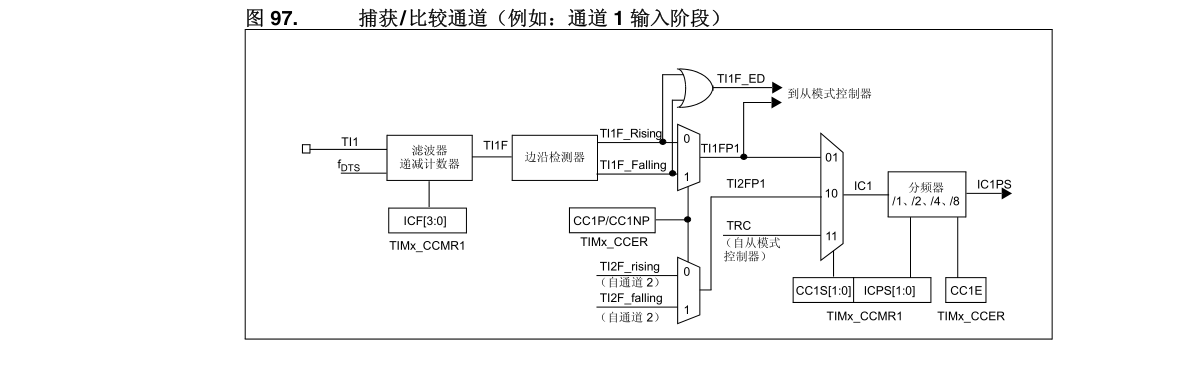 图 97. 捕获/比较通道（例如：通道 1 输入阶段）
TI1F_ED
到从模式控制器
TI1
fDTS
滤波器
递减计数器
TI1F
边沿检测器
TI1F_Rising
TI1F_Falling
0
1
TI1FP1
01
TI2FP1
10
IC1
分频器
/1、/2、/4、/8
IC1PS
ICF[3:0]
TIMx_CCMR1
CC1P/CC1NP
TIMx_CCER
TRC
（自从模式
控制器）
11
TI2F_rising
（自通道 2）
TI2F_falling
（自通道 2）
0
1
CC1S[1:0]
ICPS[1:0]
CC1E
TIMx_CCMR1
TIMx_CCER